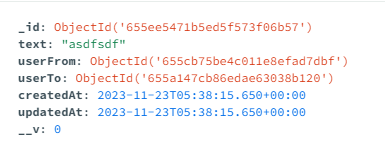 _id: ObjectId('655ee5471b5ed5f573f06b57')
text: "asdfsdf"
userFrom: ObjectId('655cb75be4c011e8efad7dbf')
userTo: ObjectId('655a147cb86edae63038b120')
createdAt: 2023-11-23T05:38:15.650+00:00
updatedAt: 2023-11-23T05:38:15.650+00:00
__v: 0